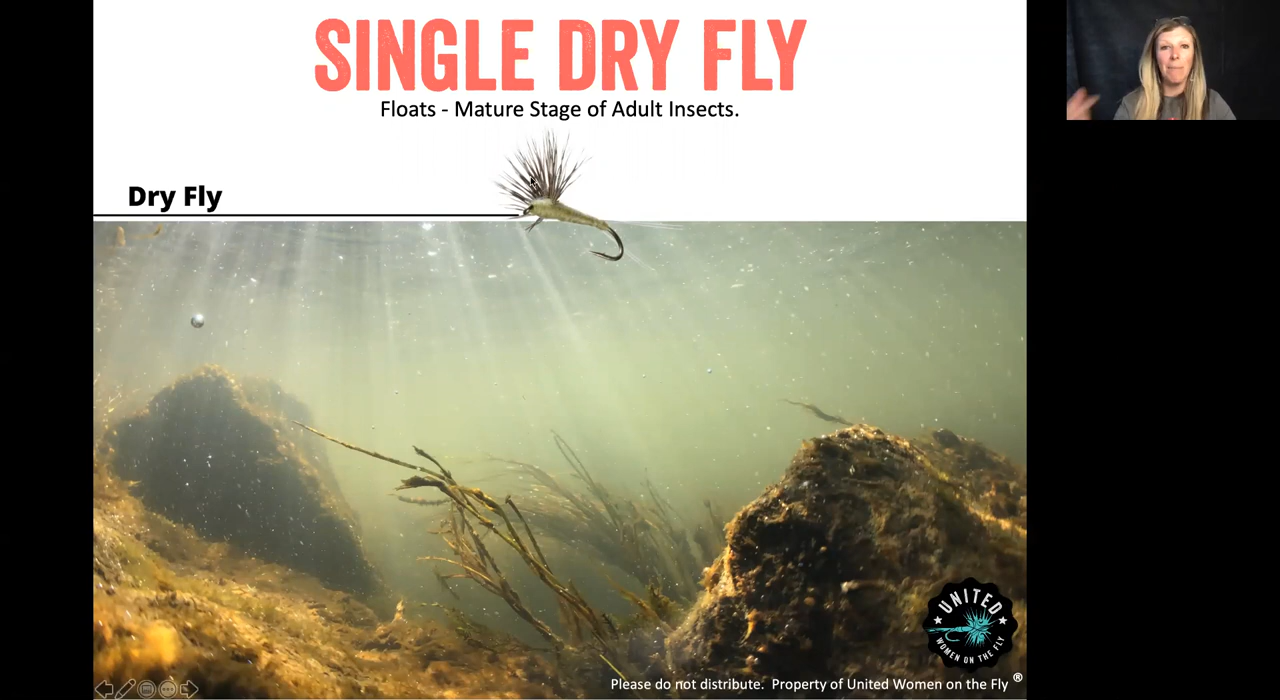 SINGLE DRY FLY
Floats - Mature Stage of Adult Insects.
Dry Fly
UNITED
WOMEN ON THE FLY
Please do not distribute. Property of United Women on the Fly ®